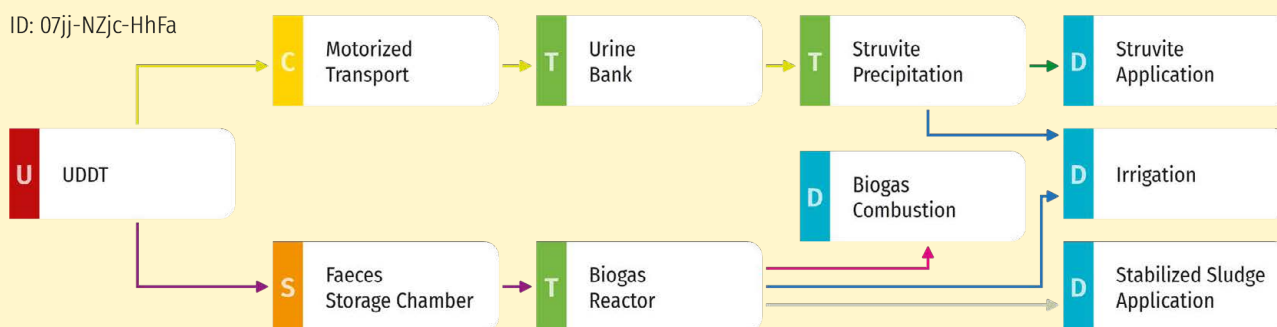 ID: 07jj-NZjc-HhFa
C
Motorized
Transport
T
Urine
Bank
T
Struvite
Precipitation
D
Struvite
Application
U
UDDT
D
Biogas
Combustion
D
Irrigation
S
Faeces
Storage Chamber
T
Biogas
Reactor
D
Stabilized Sludge
Application